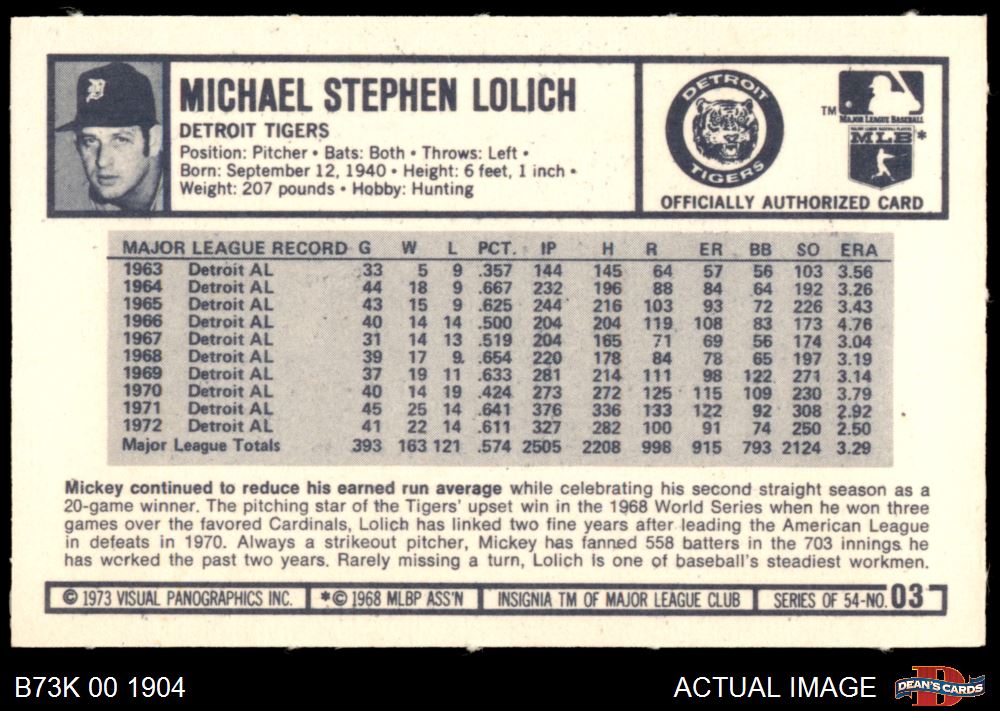 MICHAEL STEPHEN LOLICH
DETROIT TIGERS
Position: Pitcher • Bats: Both • Throws: Left •
Born: September 12, 1940 • Height: 6 feet, 1 inch •
Weight: 207 pounds • Hobby: Hunting
DETROIT
TIGERS
TM
MAJOR LEAGUE BASEBALL
MAJOR LEAGUE BASEBALL PLAYERS
MLB*
OFFICIALLY AUTHORIZED CARD
MAJOR LEAGUE RECORD G W L PCT. IP H R ER BB SO ERA
1963 Detroit AL 33 5 9 .357 144 145 64 57 56 103 3.56
1964 Detroit AL 44 18 9 .667 232 196 88 84 64 192 3.26
1965 Detroit AL 43 15 9 .625 244 216 103 93 72 226 3.43
1966 Detroit AL 40 14 14 .500 204 204 119 108 83 173 4.76
1967 Detroit AL 31 14 13 .519 204 165 71 69 56 174 3.04
1968 Detroit AL 39 17 9 .654 220 178 84 78 65 197 3.19
1969 Detroit AL 37 19 11 .633 281 214 111 98 122 271 3.14
1970 Detroit AL 40 14 19 .424 273 272 125 115 109 230 3.79
1971 Detroit AL 45 25 14 .641 376 336 133 122 92 308 2.92
1972 Detroit AL 41 22 14 .611 327 282 100 91 74 250 2.50
Major League Totals 393 163 121 .574 2505 2208 998 915 793 2124 3.29
Mickey continued to reduce his earned run average while celebrating his second straight season as a
20-game winner. The pitching star of the Tigers' upset win in the 1968 World Series when he won three
games over the favored Cardinals, Lolich has linked two fine years after leading the American League
in defeats in 1970. Always a strikeout pitcher, Mickey has fanned 558 batters in the 703 innings he
has worked the past two years. Rarely missing a turn, Lolich is one of baseball's steadiest workmen.
© 1973 VISUAL PANOGRAPHICS INC. *© 1968 MLBP ASS'N INSIGNIA TM OF MAJOR LEAGUE CLUB SERIES OF 54-NO. 03
B73K 00 1904
ACTUAL IMAGE
DEAN'S CARDS